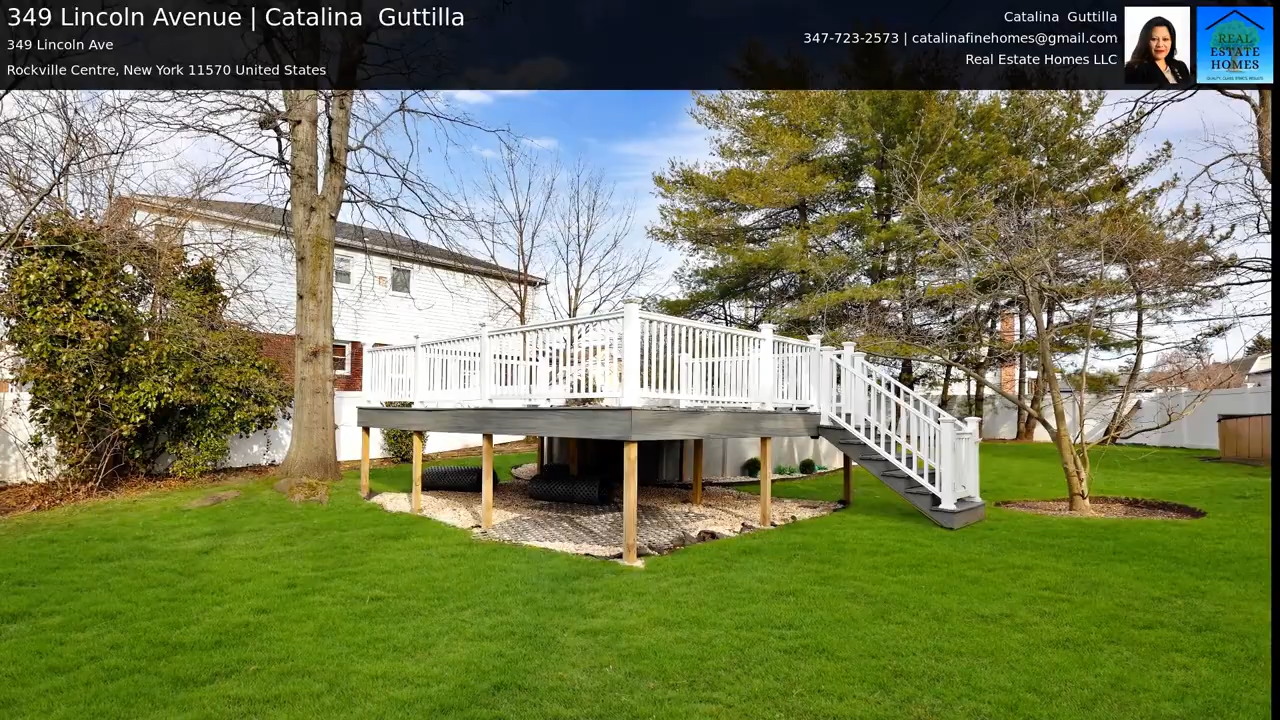 349 Lincoln Avenue | Catalina  Guttilla
349 Lincoln Ave
Rockville Centre, New York 11570 United States
Catalina  Guttilla
347-723-2573 | catalinafinehomes@gmail.com
Real Estate Homes LLC
REAL
ESTATE
HOMES